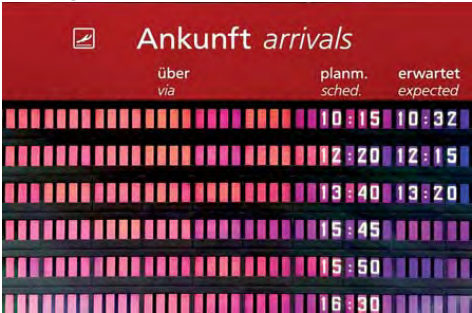 Ankunft arrivals
über planm. erwartet
via sched. expected
10:15 10:32
12:20 12:15
13:40 13:20
15:45
15:50
16:30